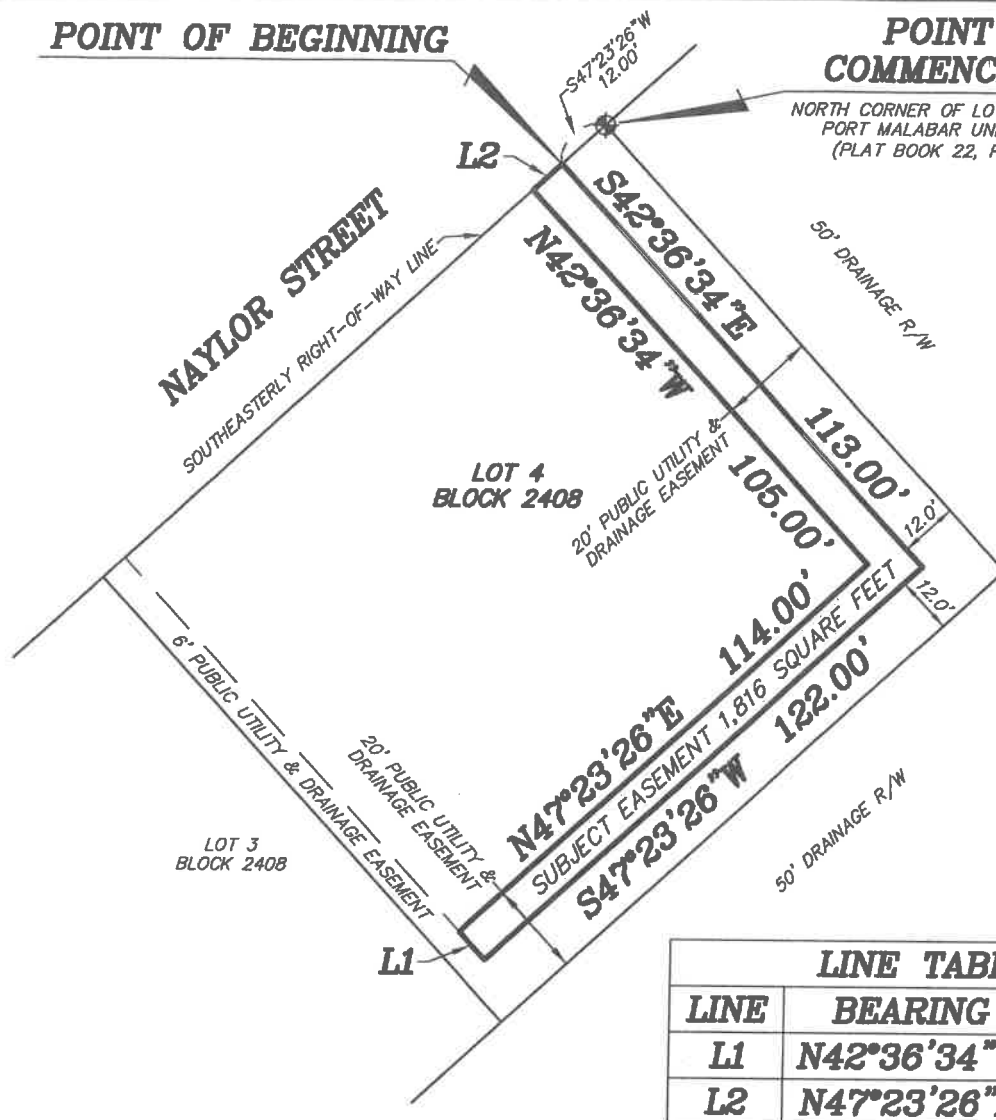 POINT OF BEGINNING
S47°23'26"W
12.00'
POINT
COMMENC
NORTH CORNER OF LO
PORT MALABAR UN
(PLAT BOOK 22,
L2
NAYLOR STREET
SOUTHEASTERLY RIGHT-OF-WAY LINE
S42°36'34"E
113.00'
N42°36'34"W
105.00'
50' DRAINAGE R/W
LOT 4
BLOCK 2408
20' PUBLIC UTILITY &
DRAINAGE EASEMENT
12.0'
12.0'
N47°23'26"E
114.00'
SUBJECT EASEMENT 1,816 SQUARE FEET
S47°23'26"W
122.00'
6' PUBLIC UTILITY & DRAINAGE EASEMENT
20' PUBLIC UTILITY &
DRAINAGE EASEMENT
LOT 3
BLOCK 2408
50' DRAINAGE R/W
L1
LINE TAB
LINE BEARING
L1 N42°36'34"
L2 N47°23'26"